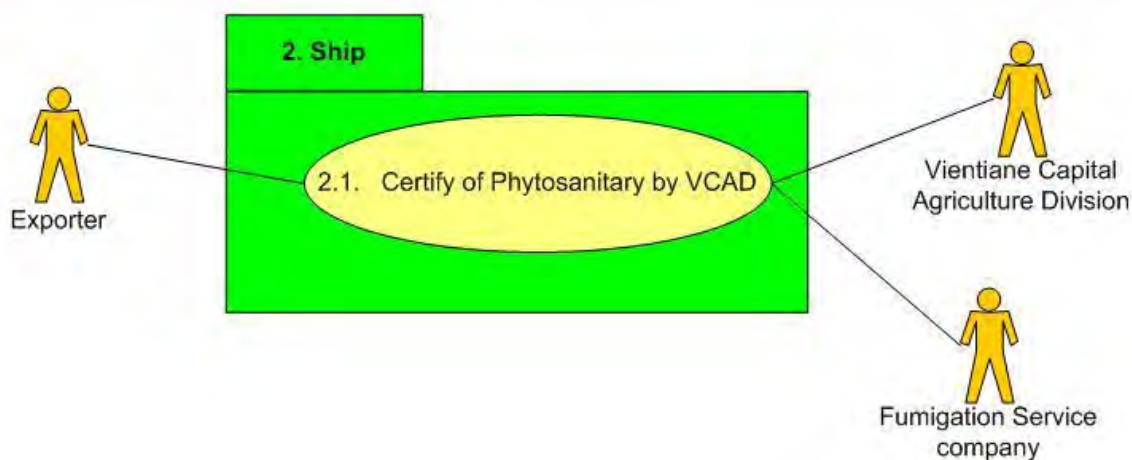 2. Ship
Exporter
2.1. Certify of Phytosanitary by VCAD
Vientiane Capital
Agriculture Division
Fumigation Service
company